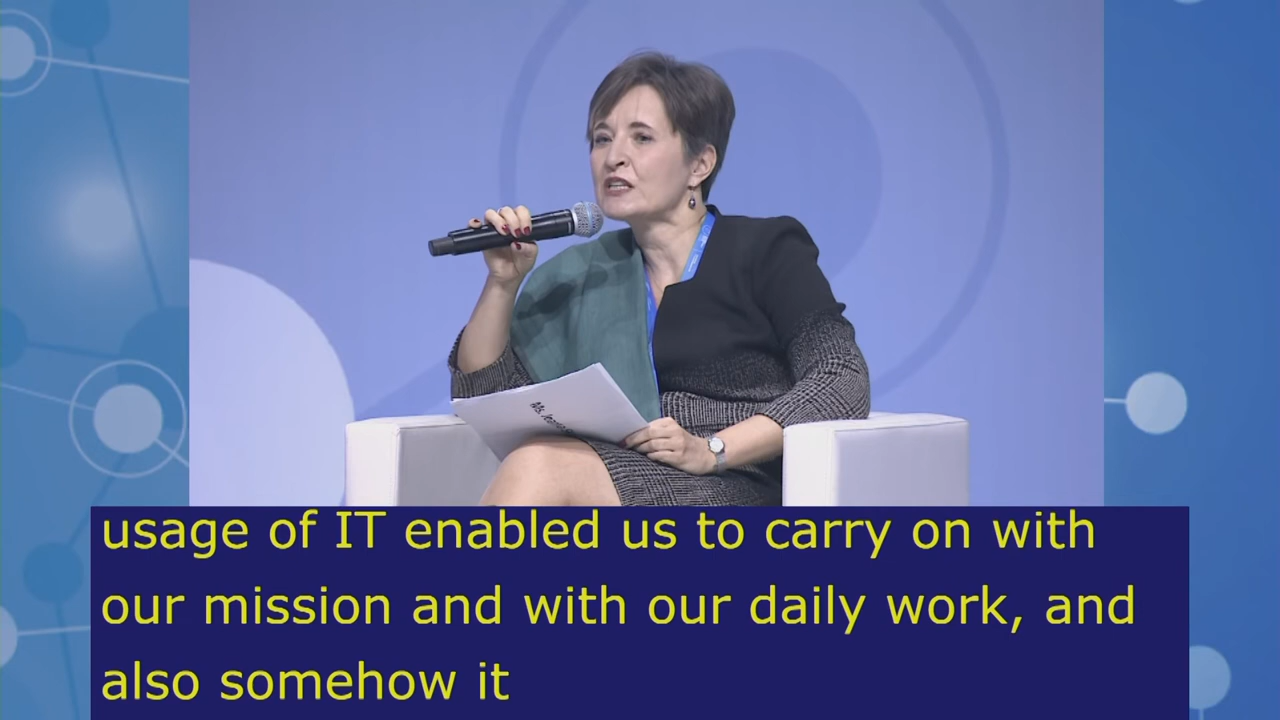 Ms.
usage of IT enabled us to carry on with
our mission and with our daily work, and
also somehow it